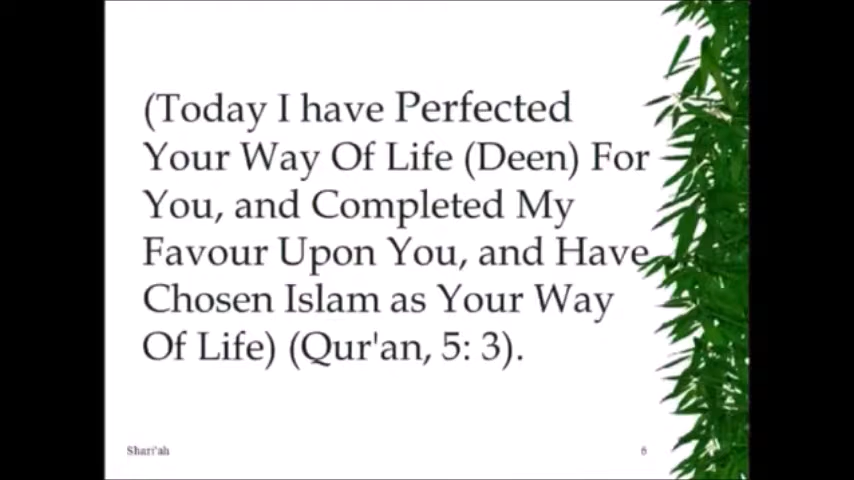 (Today I have Perfected
Your Way Of Life (Deen) For
You, and Completed My
Favour Upon You, and Have
Chosen Islam as Your Way
Of Life) (Qur'an, 5: 3).
Shari'ah
6